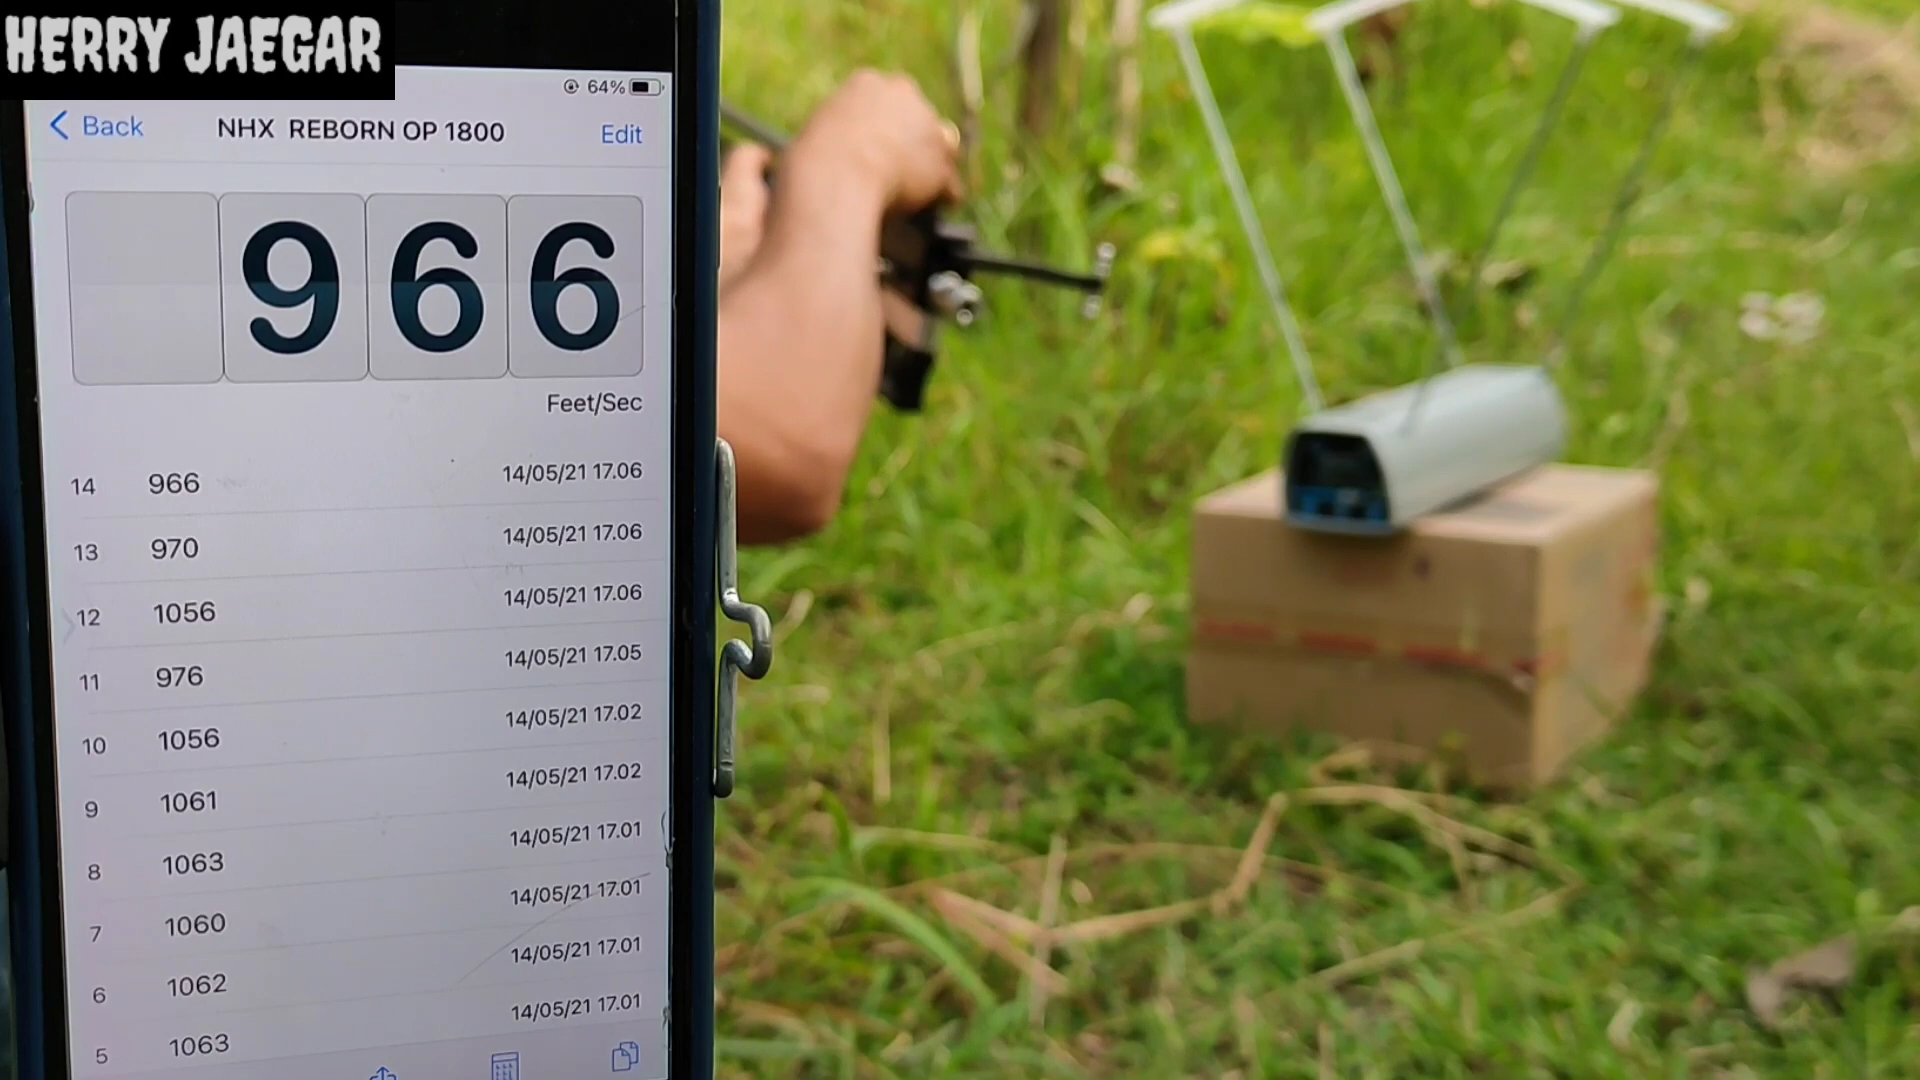 HERRY JAEGAR
64%
Back NHX REBORN OP 1800 Edit
966
Feet/Sec
14 966 14/05/21 17.06
13 970 14/05/21 17.06
12 1056 14/05/21 17.06
11 976 14/05/21 17.05
10 1056 14/05/21 17.02
9 1061 14/05/21 17.02
8 1063 14/05/21 17.01
7 1060 14/05/21 17.01
6 1062 14/05/21 17.01
5 1063 14/05/21 17.01